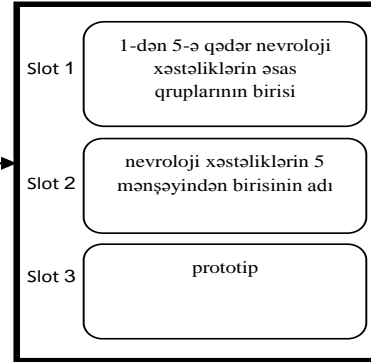 Slot 1
1-dən 5-ə qədər nevroloji
xəstəliklərin əsas
qruplarının birisi
Slot 2
nevroloji xəstəliklərin 5
mənşəyindən birisinin adı
Slot 3
prototip